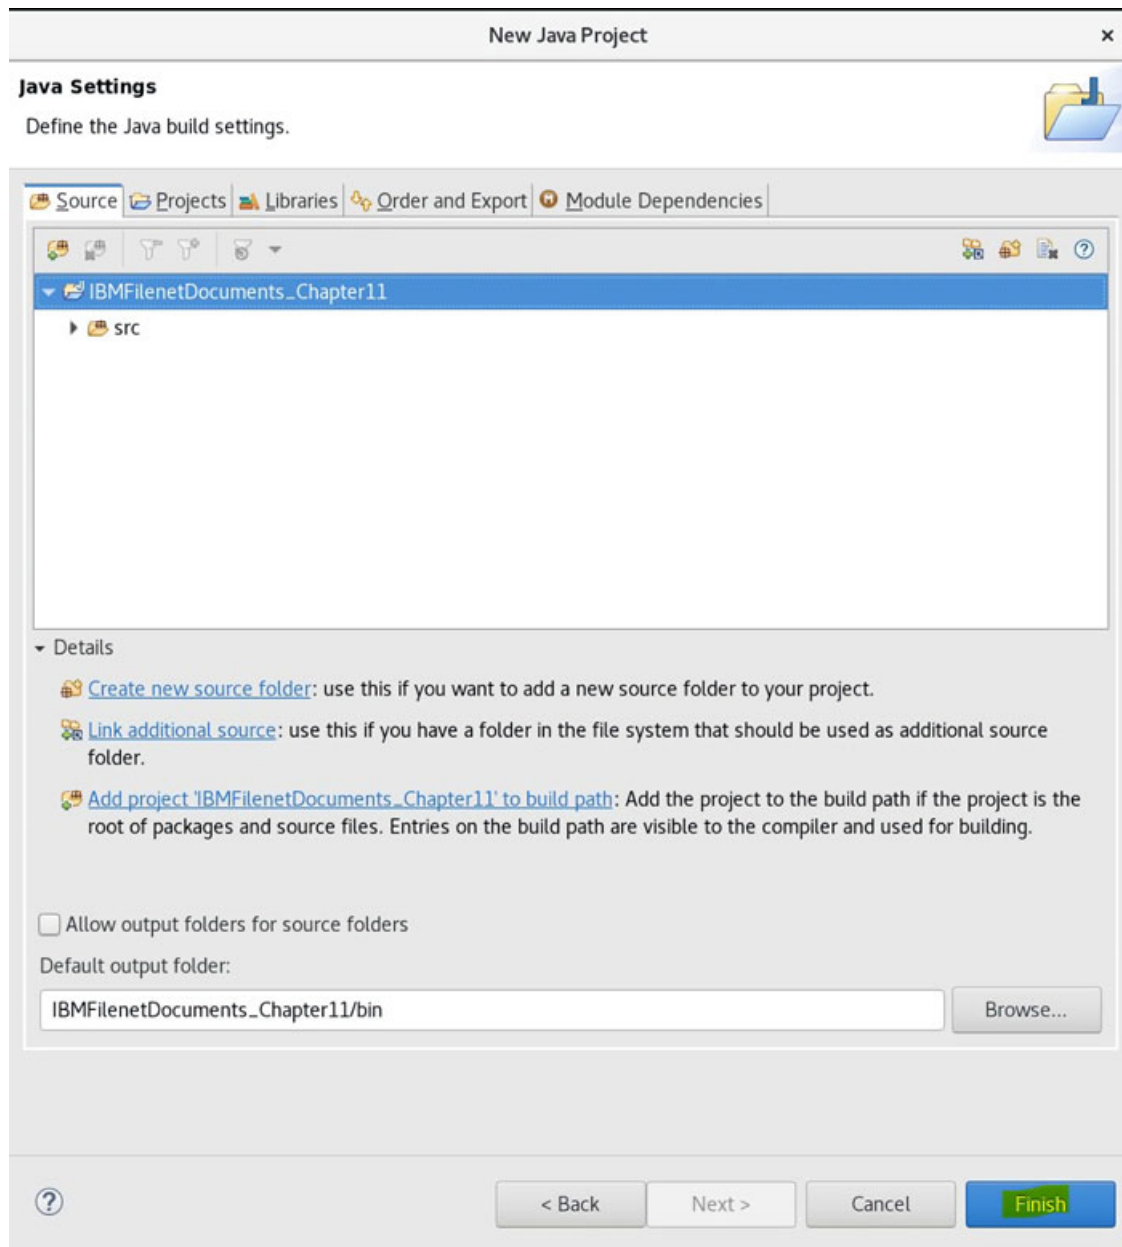 New Java Project
Java Settings
Define the Java build settings.
Source Projects Libraries Order and Export Module Dependencies
IBMFilenetDocuments_Chapter11
src
Details
Create new source folder: use this if you want to add a new source folder to your project.
Link additional source: use this if you have a folder in the file system that should be used as additional source
folder.
Add project 'IBMFilenetDocuments_Chapter11' to build path: Add the project to the build path if the project is the
root of packages and source files. Entries on the build path are visible to the compiler and used for building.
Allow output folders for source folders
Default output folder:
IBMFilenetDocuments_Chapter11/bin Browse...
< Back Next > Cancel Finish